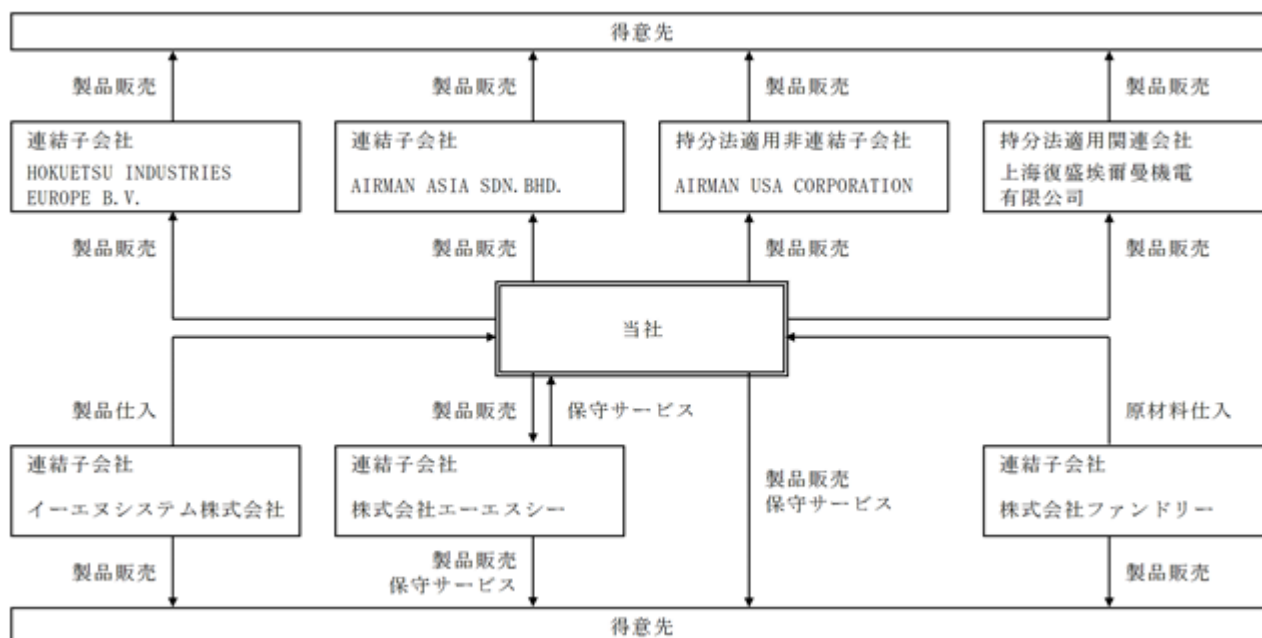 得意先
製品販売
製品販売
製品販売
製品販売
連結子会社
HOKUETSU INDUSTRIES
EUROPE B.V.
連結子会社
AIRMAN ASIA SDN.BHD.
持分法適用非連結子会社
AIRMAN USA CORPORATION
持分法適用関連会社
上海復盛埃爾曼機電
有限公司
製品販売
製品販売
製品販売
製品販売
当社
製品仕入
製品販売
保守サービス
原材料仕入
連結子会社
イーエヌシステム株式会社
連結子会社
株式会社エーエスシー
製品販売
保守サービス
連結子会社
株式会社ファンドリー
製品販売
製品販売
保守サービス
製品販売
得意先